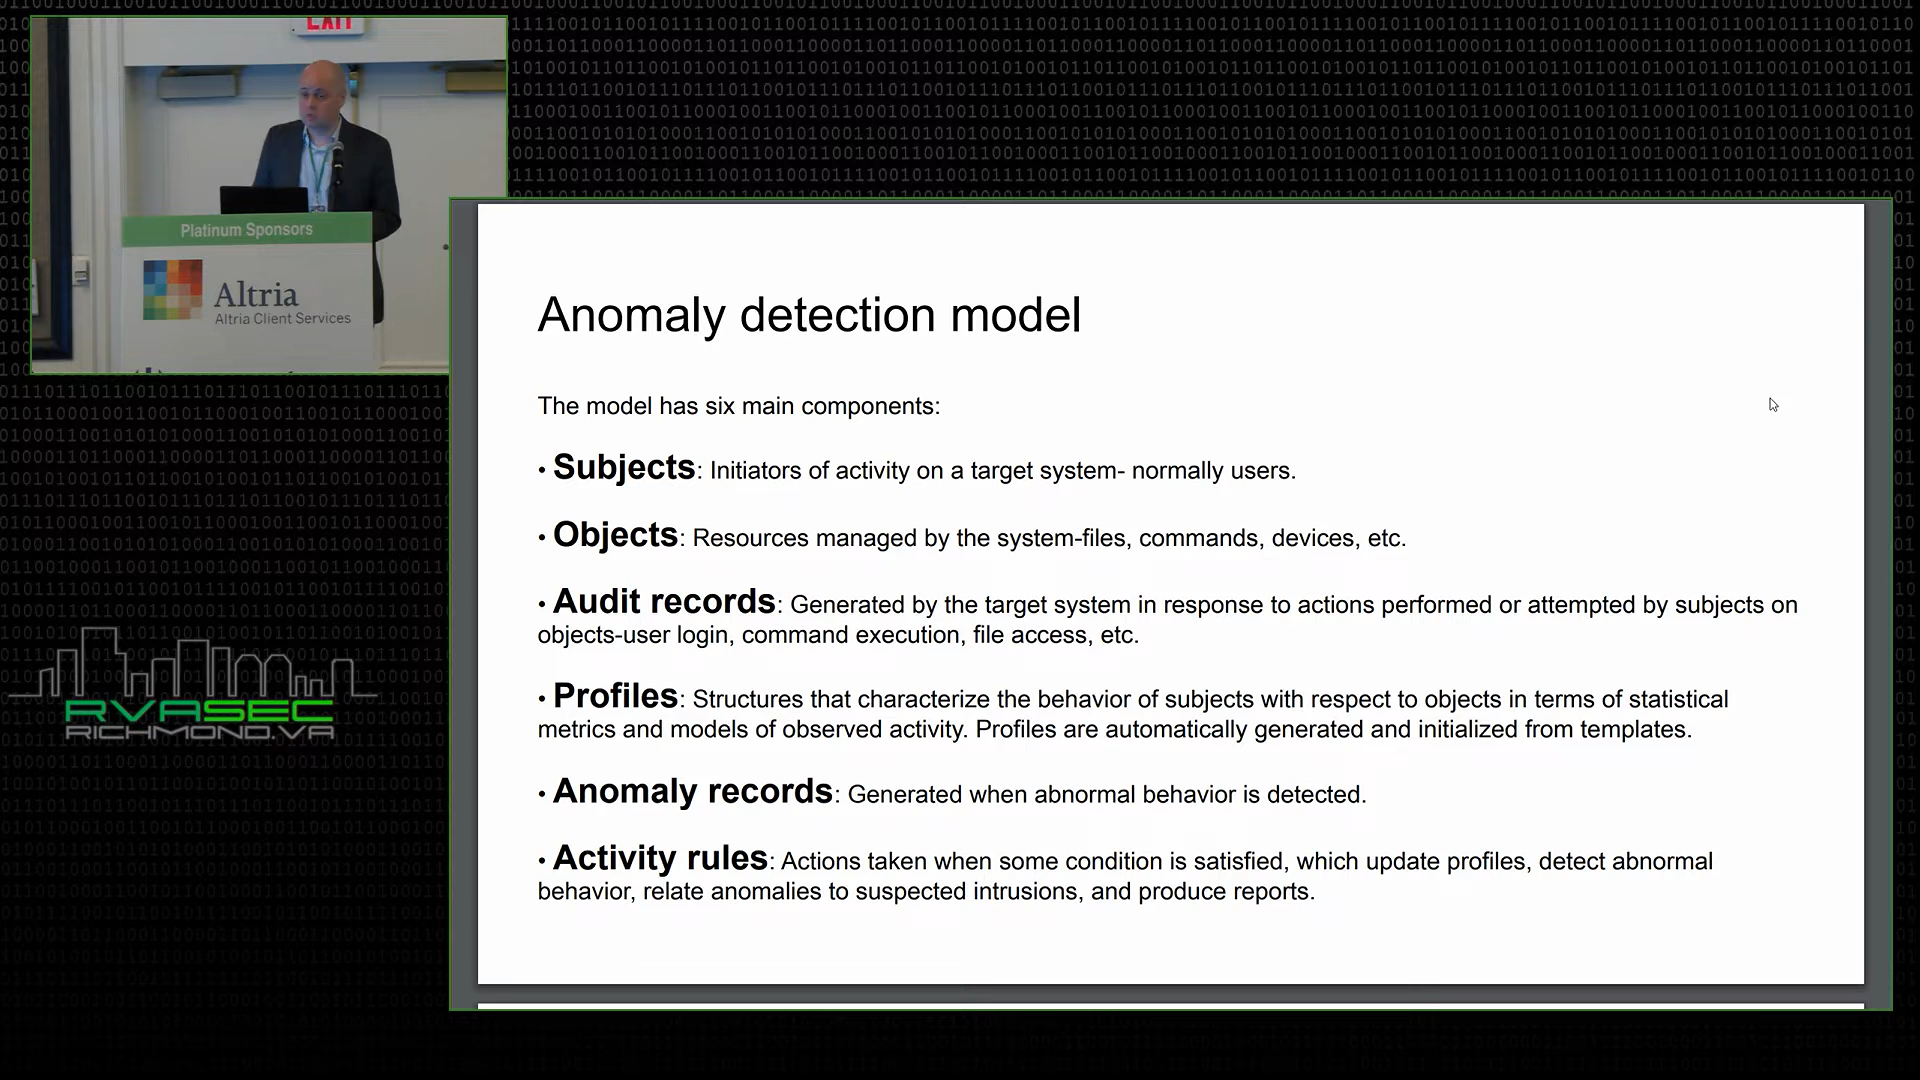 EXIT
Platinum Sponsors
Altria
Altria Client Services
Anomaly detection model
The model has six main components:
• Subjects: Initiators of activity on a target system- normally users.
• Objects: Resources managed by the system-files, commands, devices, etc.
• Audit records: Generated by the target system in response to actions performed or attempted by subjects on
objects-user login, command execution, file access, etc.
• Profiles: Structures that characterize the behavior of subjects with respect to objects in terms of statistical
metrics and models of observed activity. Profiles are automatically generated and initialized from templates.
• Anomaly records: Generated when abnormal behavior is detected.
• Activity rules: Actions taken when some condition is satisfied, which update profiles, detect abnormal
behavior, relate anomalies to suspected intrusions, and produce reports.
RVASEC
RICHMOND.VA